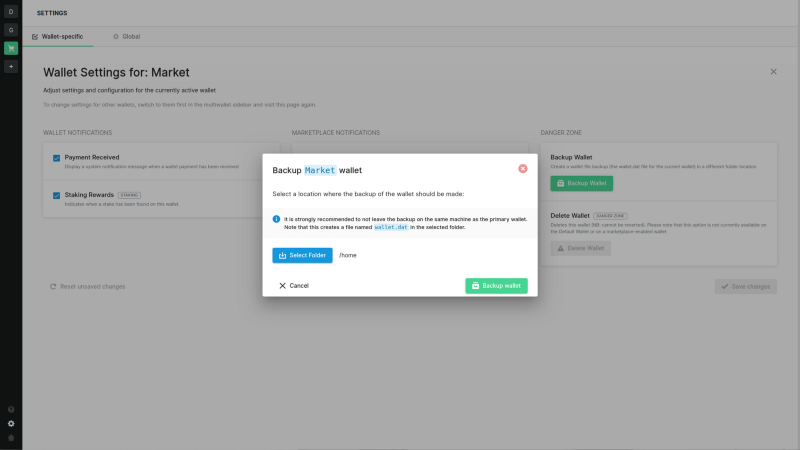 D
SETTINGS
G
Wallet-specific
Global
+
Wallet Settings for: Market
Adjust settings and configuration for the currently active wallet
To change settings for other wallets, switch to them first in the multiwallet sidebar and visit this page again.
WALLET NOTIFICATIONS
MARKETPLACE NOTIFICATIONS
DANGER ZONE
Payment Received
Display a system notification message when a wallet payment has been received
Staking Rewards STAKING
Indicates when a stake has been found on this wallet
Backup Wallet
Create a wallet backup (the wallet.dat file for the current wallet) in a different folder location
Backup Wallet
Delete Wallet DANGER ZONE
Deletes this wallet (NB: cannot be reverted). Please note that this option is not currently available on
the Default Wallet or on a marketplace-enabled wallet
Delete Wallet
Reset unsaved changes
Save changes
Backup Market wallet
Select a location where the backup of the wallet should be made:
It is strongly recommended to not leave the backup on the same machine as the primary wallet.
Note that this creates a file named wallet.dat in the selected folder.
Select Folder
/home
Cancel
Backup wallet